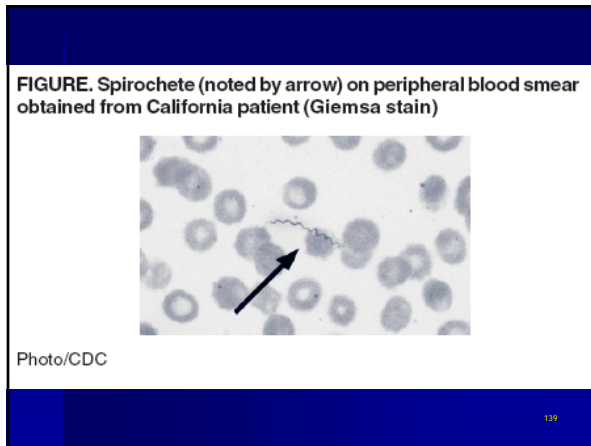 FIGURE. Spirochete (noted by arrow) on peripheral blood smear
obtained from California patient (Giemsa stain)
Photo/CDC
139